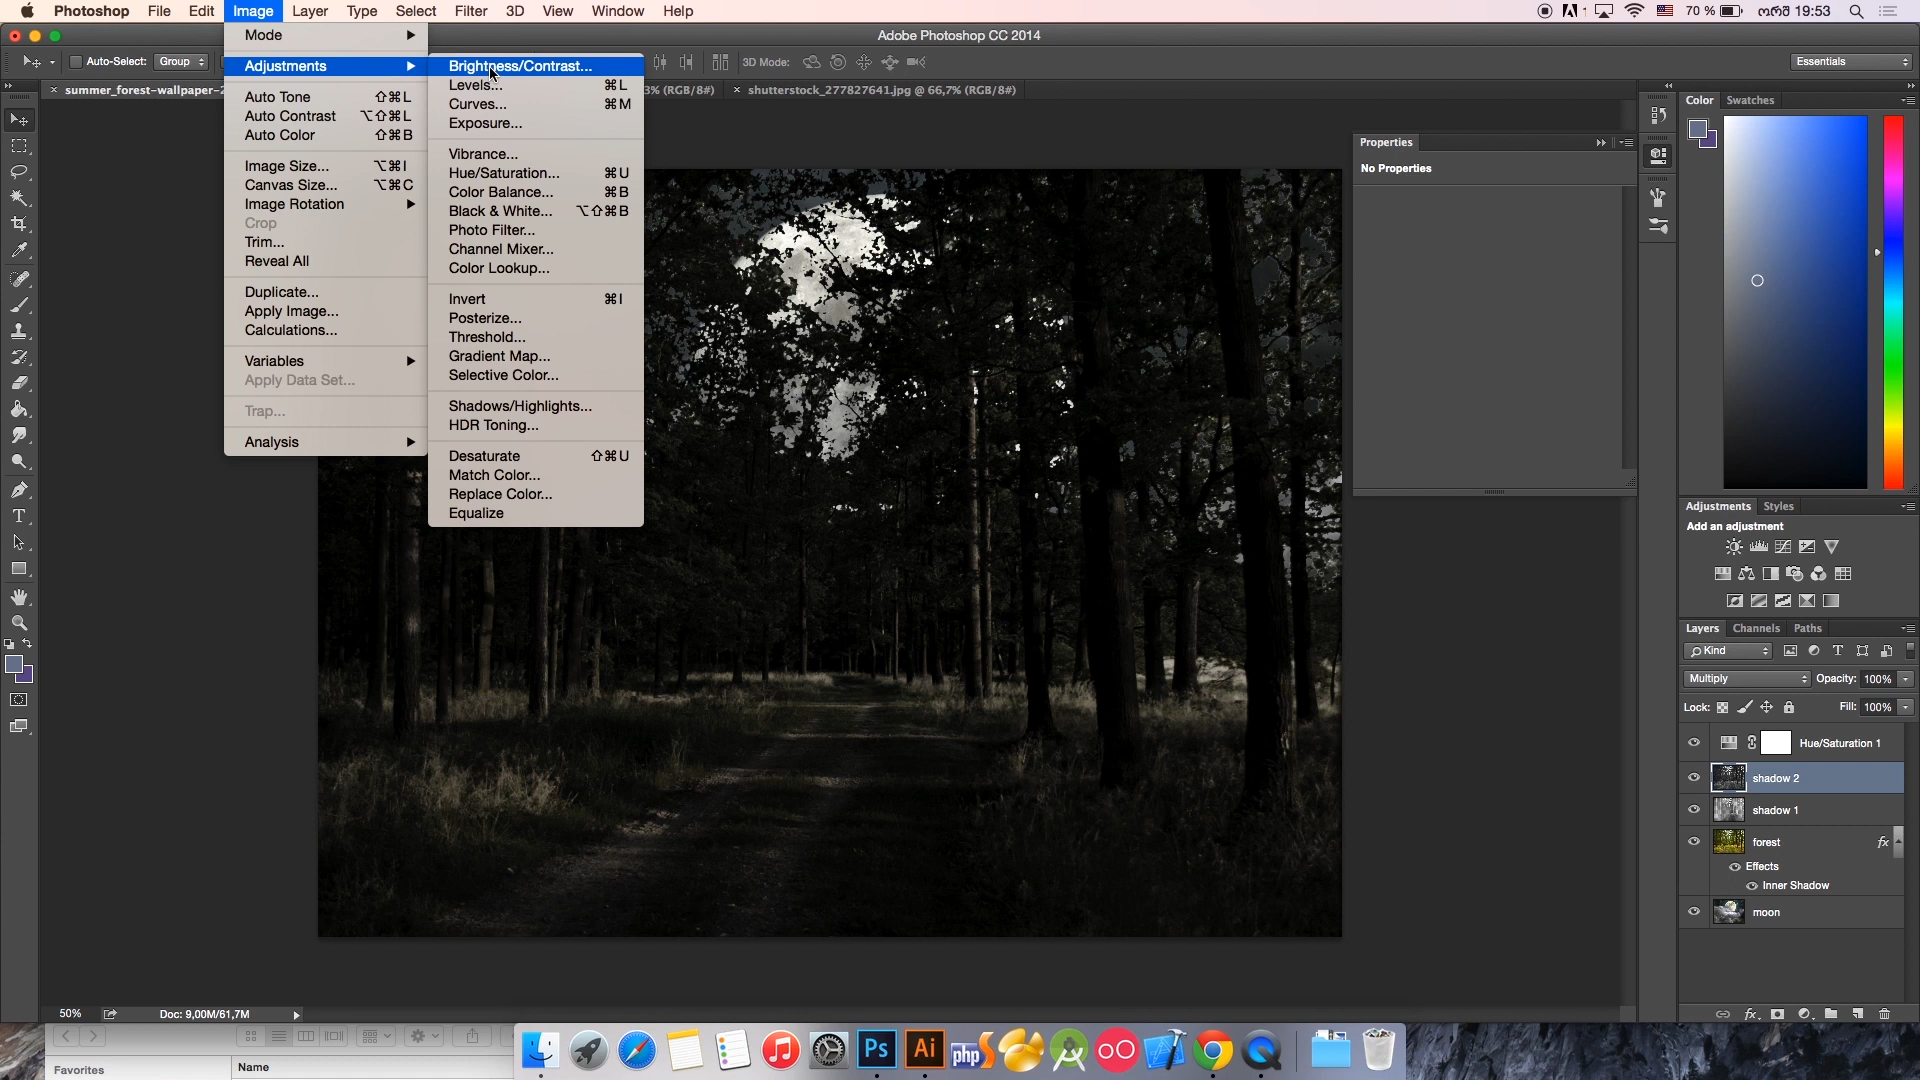 Photoshop File Edit Image Layer Type Select Filter 3D View Window Help 70 % ორშ 19:53
Adobe Photoshop CC 2014
Auto-Select: Group 3D Mode: Essentials
summer_forest-wallpaper-2 3% (RGB/8#) shutterstock_277827641.jpg @ 66,7% (RGB/8#)
Mode
Adjustments
Auto Tone ⇧⌘L
Auto Contrast ⌥⇧⌘L
Auto Color ⇧⌘B
Image Size... ⌥⌘I
Canvas Size... ⌥⌘C
Image Rotation
Crop
Trim...
Reveal All
Duplicate...
Apply Image...
Calculations...
Variables
Apply Data Set...
Trap...
Analysis
Brightness/Contrast...
Levels... ⌘L
Curves... ⌘M
Exposure...
Vibrance...
Hue/Saturation... ⌘U
Color Balance... ⌘B
Black & White... ⌥⇧⌘B
Photo Filter...
Channel Mixer...
Color Lookup...
Invert ⌘I
Posterize...
Threshold...
Gradient Map...
Selective Color...
Shadows/Highlights...
HDR Toning...
Desaturate ⇧⌘U
Match Color...
Replace Color...
Equalize
Properties
No Properties
Color Swatches
Adjustments Styles
Add an adjustment
Layers Channels Paths
Kind
Multiply Opacity: 100%
Lock: Fill: 100%
Hue/Saturation 1
shadow 2
shadow 1
forest fx
Effects
Inner Shadow
moon
50% Doc: 9,00M/61,7M
Favorites Name
Ps Ai php